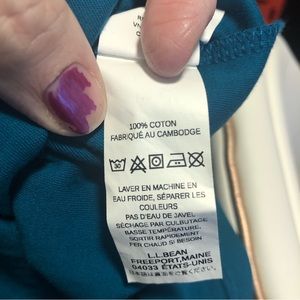 100% COTON
FABRIQUÉ AU CAMBODGE
LAVER EN MACHINE EN
EAU FROIDE, SÉPARER LES
COULEURS
PAS D'EAU DE JAVEL
SÉCHAGE PAR CULBUTAGE
BASSE TEMPÉRATURE,
SORTIR RAPIDEMENT
FER CHAUD SI BESOIN
L.L.BEAN
FREEPORT, MAINE
04033 ÉTATS-UNIS